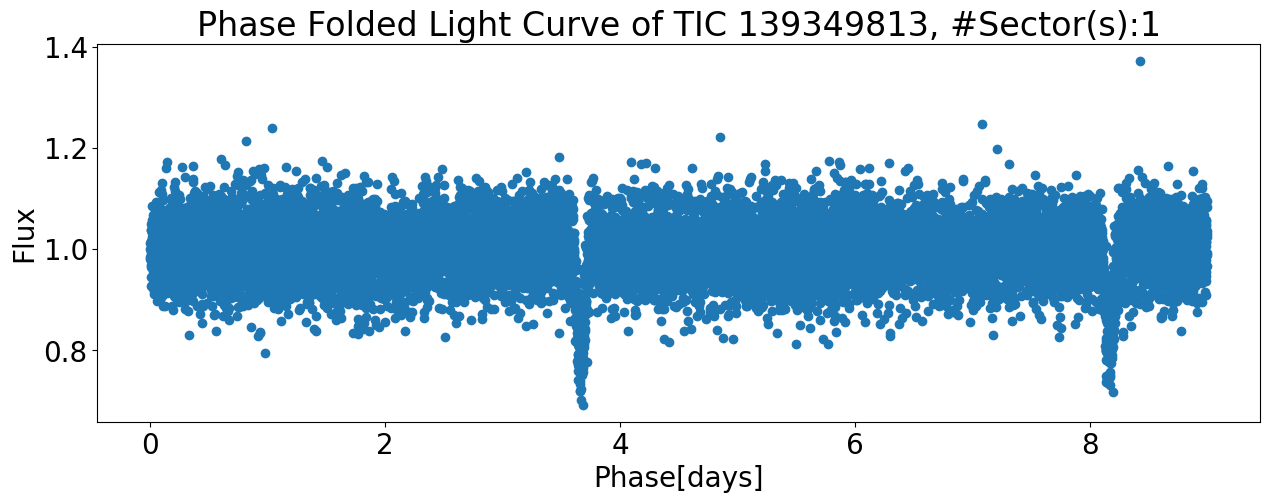 Phase Folded Light Curve of TIC 139349813, #Sector(s):1
1.4
1.2
1.0
0.8
Flux
0 2 4 6 8
Phase[days]